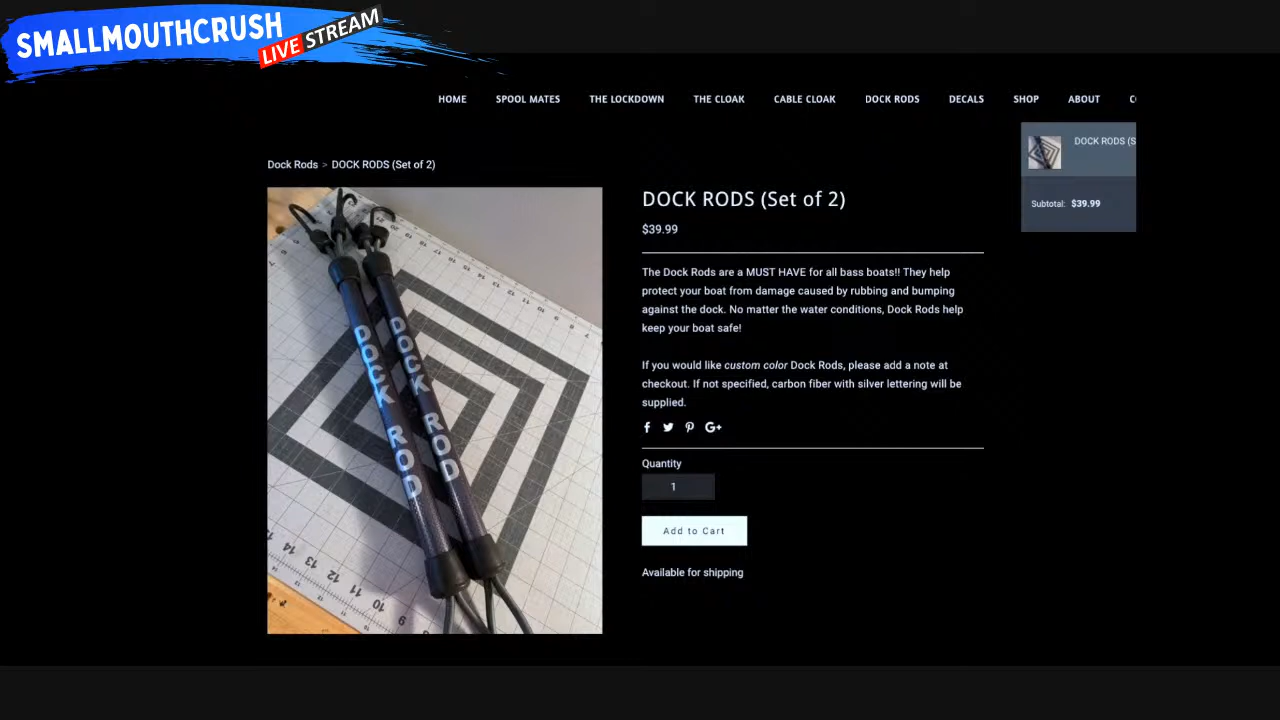 SMALLMOUTHCRUSH
LIVE STREAM
HOME SPOOL MATES THE LOCKDOWN THE CLOAK CABLE CLOAK DOCK RODS DECALS SHOP ABOUT
DOCK RODS (S
Subtotal: $39.99
Dock Rods > DOCK RODS (Set of 2)
DOCK ROD
DOCK ROD
DOCK RODS (Set of 2)
$39.99
The Dock Rods are a MUST HAVE for all bass boats!! They help
protect your boat from damage caused by rubbing and bumping
against the dock. No matter the water conditions, Dock Rods help
keep your boat safe!
If you would like custom color Dock Rods, please add a note at
checkout. If not specified, carbon fiber with silver lettering will be
supplied.
Quantity
1
Add to Cart
Available for shipping